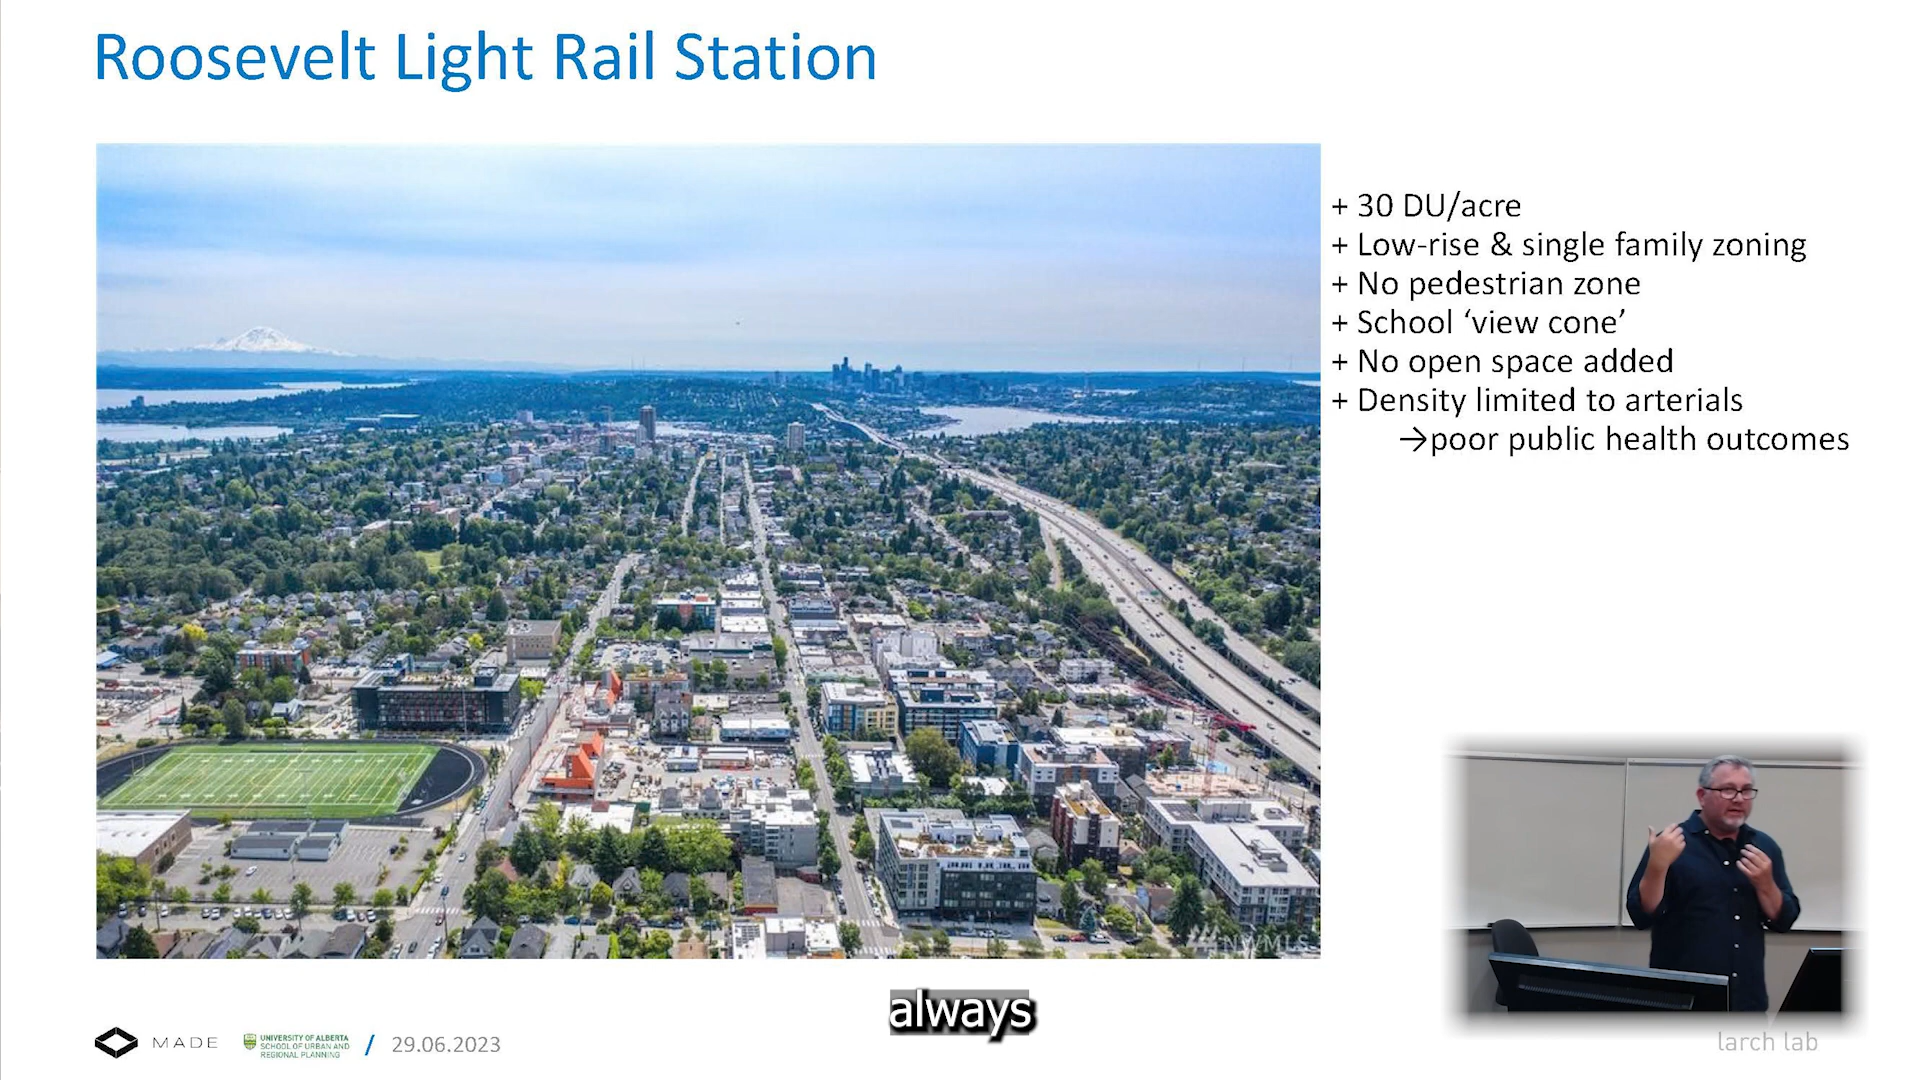 Roosevelt Light Rail Station
+ 30 DU/acre
+ Low-rise & single family zoning
+ No pedestrian zone
+ School ‘view cone’
+ No open space added
+ Density limited to arterials
→poor public health outcomes
NWMLS
always
MADE
UNIVERSITY OF ALBERTA
SCHOOL OF URBAN AND
REGIONAL PLANNING
/ 29.06.2023
larch lab